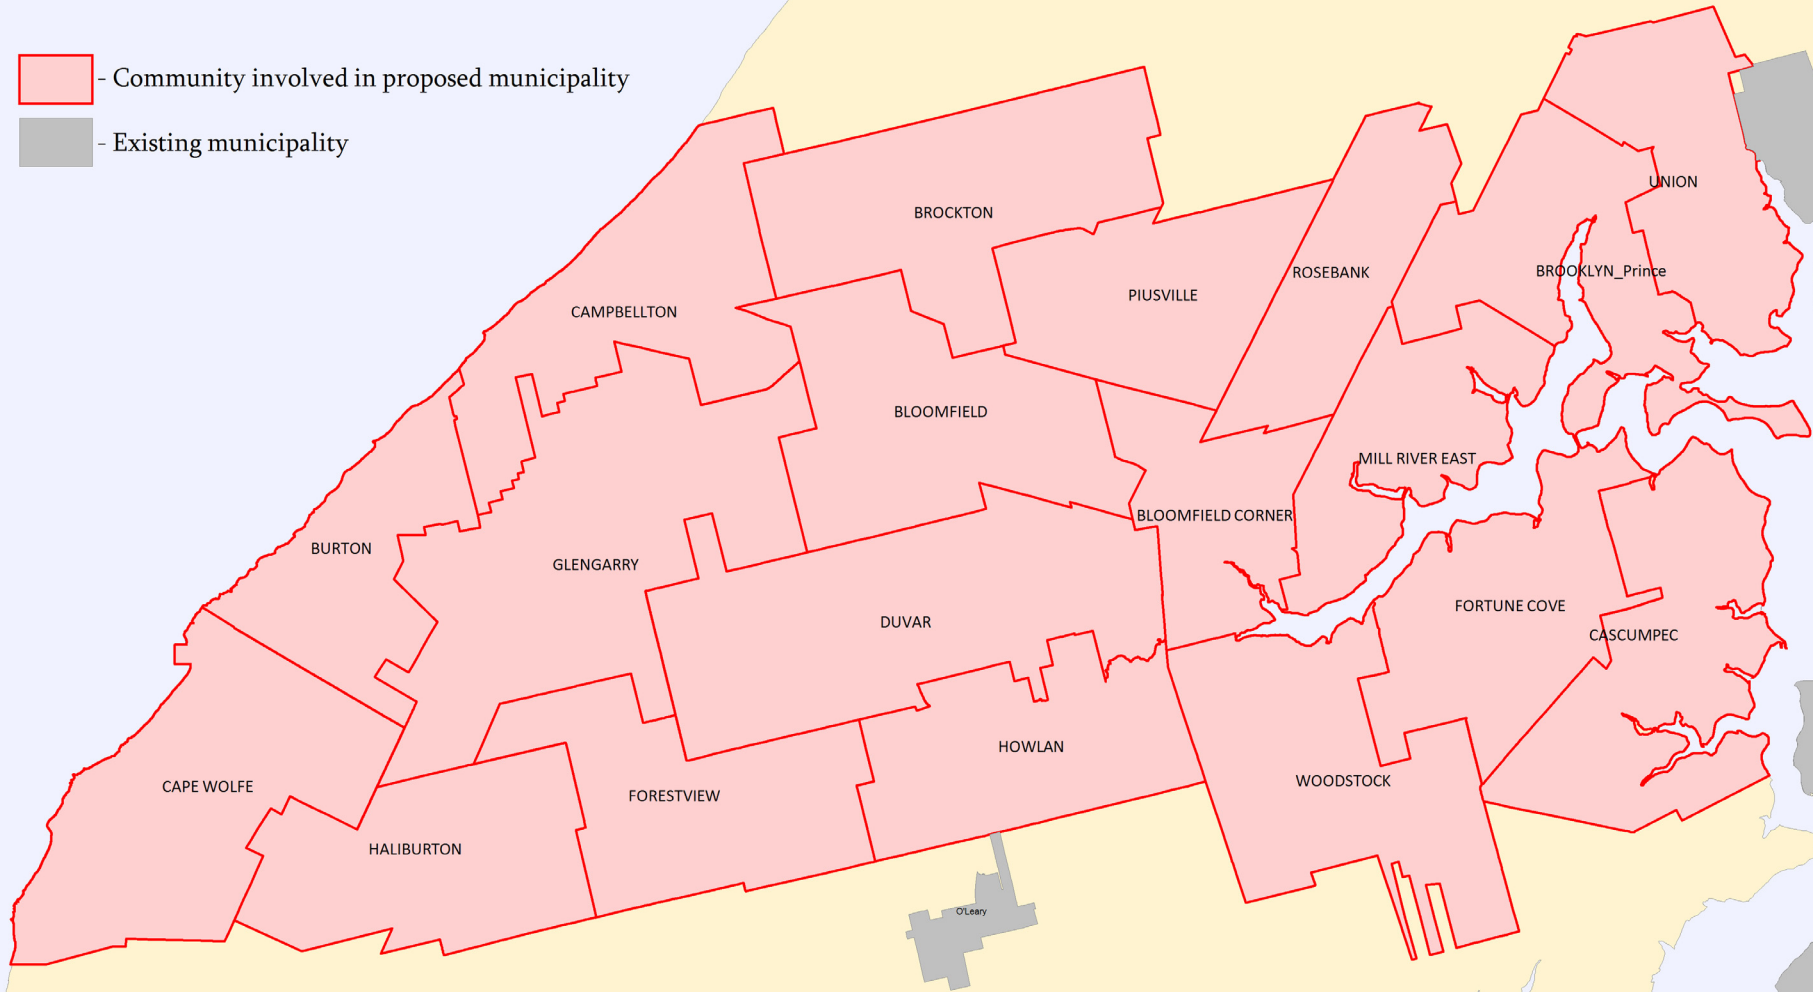 - Community involved in proposed municipality
- Existing municipality
UNION
BROCKTON
BROOKLYN_Prince
ROSEBANK
PIUSVILLE
CAMPBELLTON
BLOOMFIELD
MILL RIVER EAST
BLOOMFIELD CORNER
BURTON
GLENGARRY
FORTUNE COVE
DUVAR
CASCUMPEC
HOWLAN
WOODSTOCK
CAPE WOLFE
FORESTVIEW
HALIBURTON
O'Leary